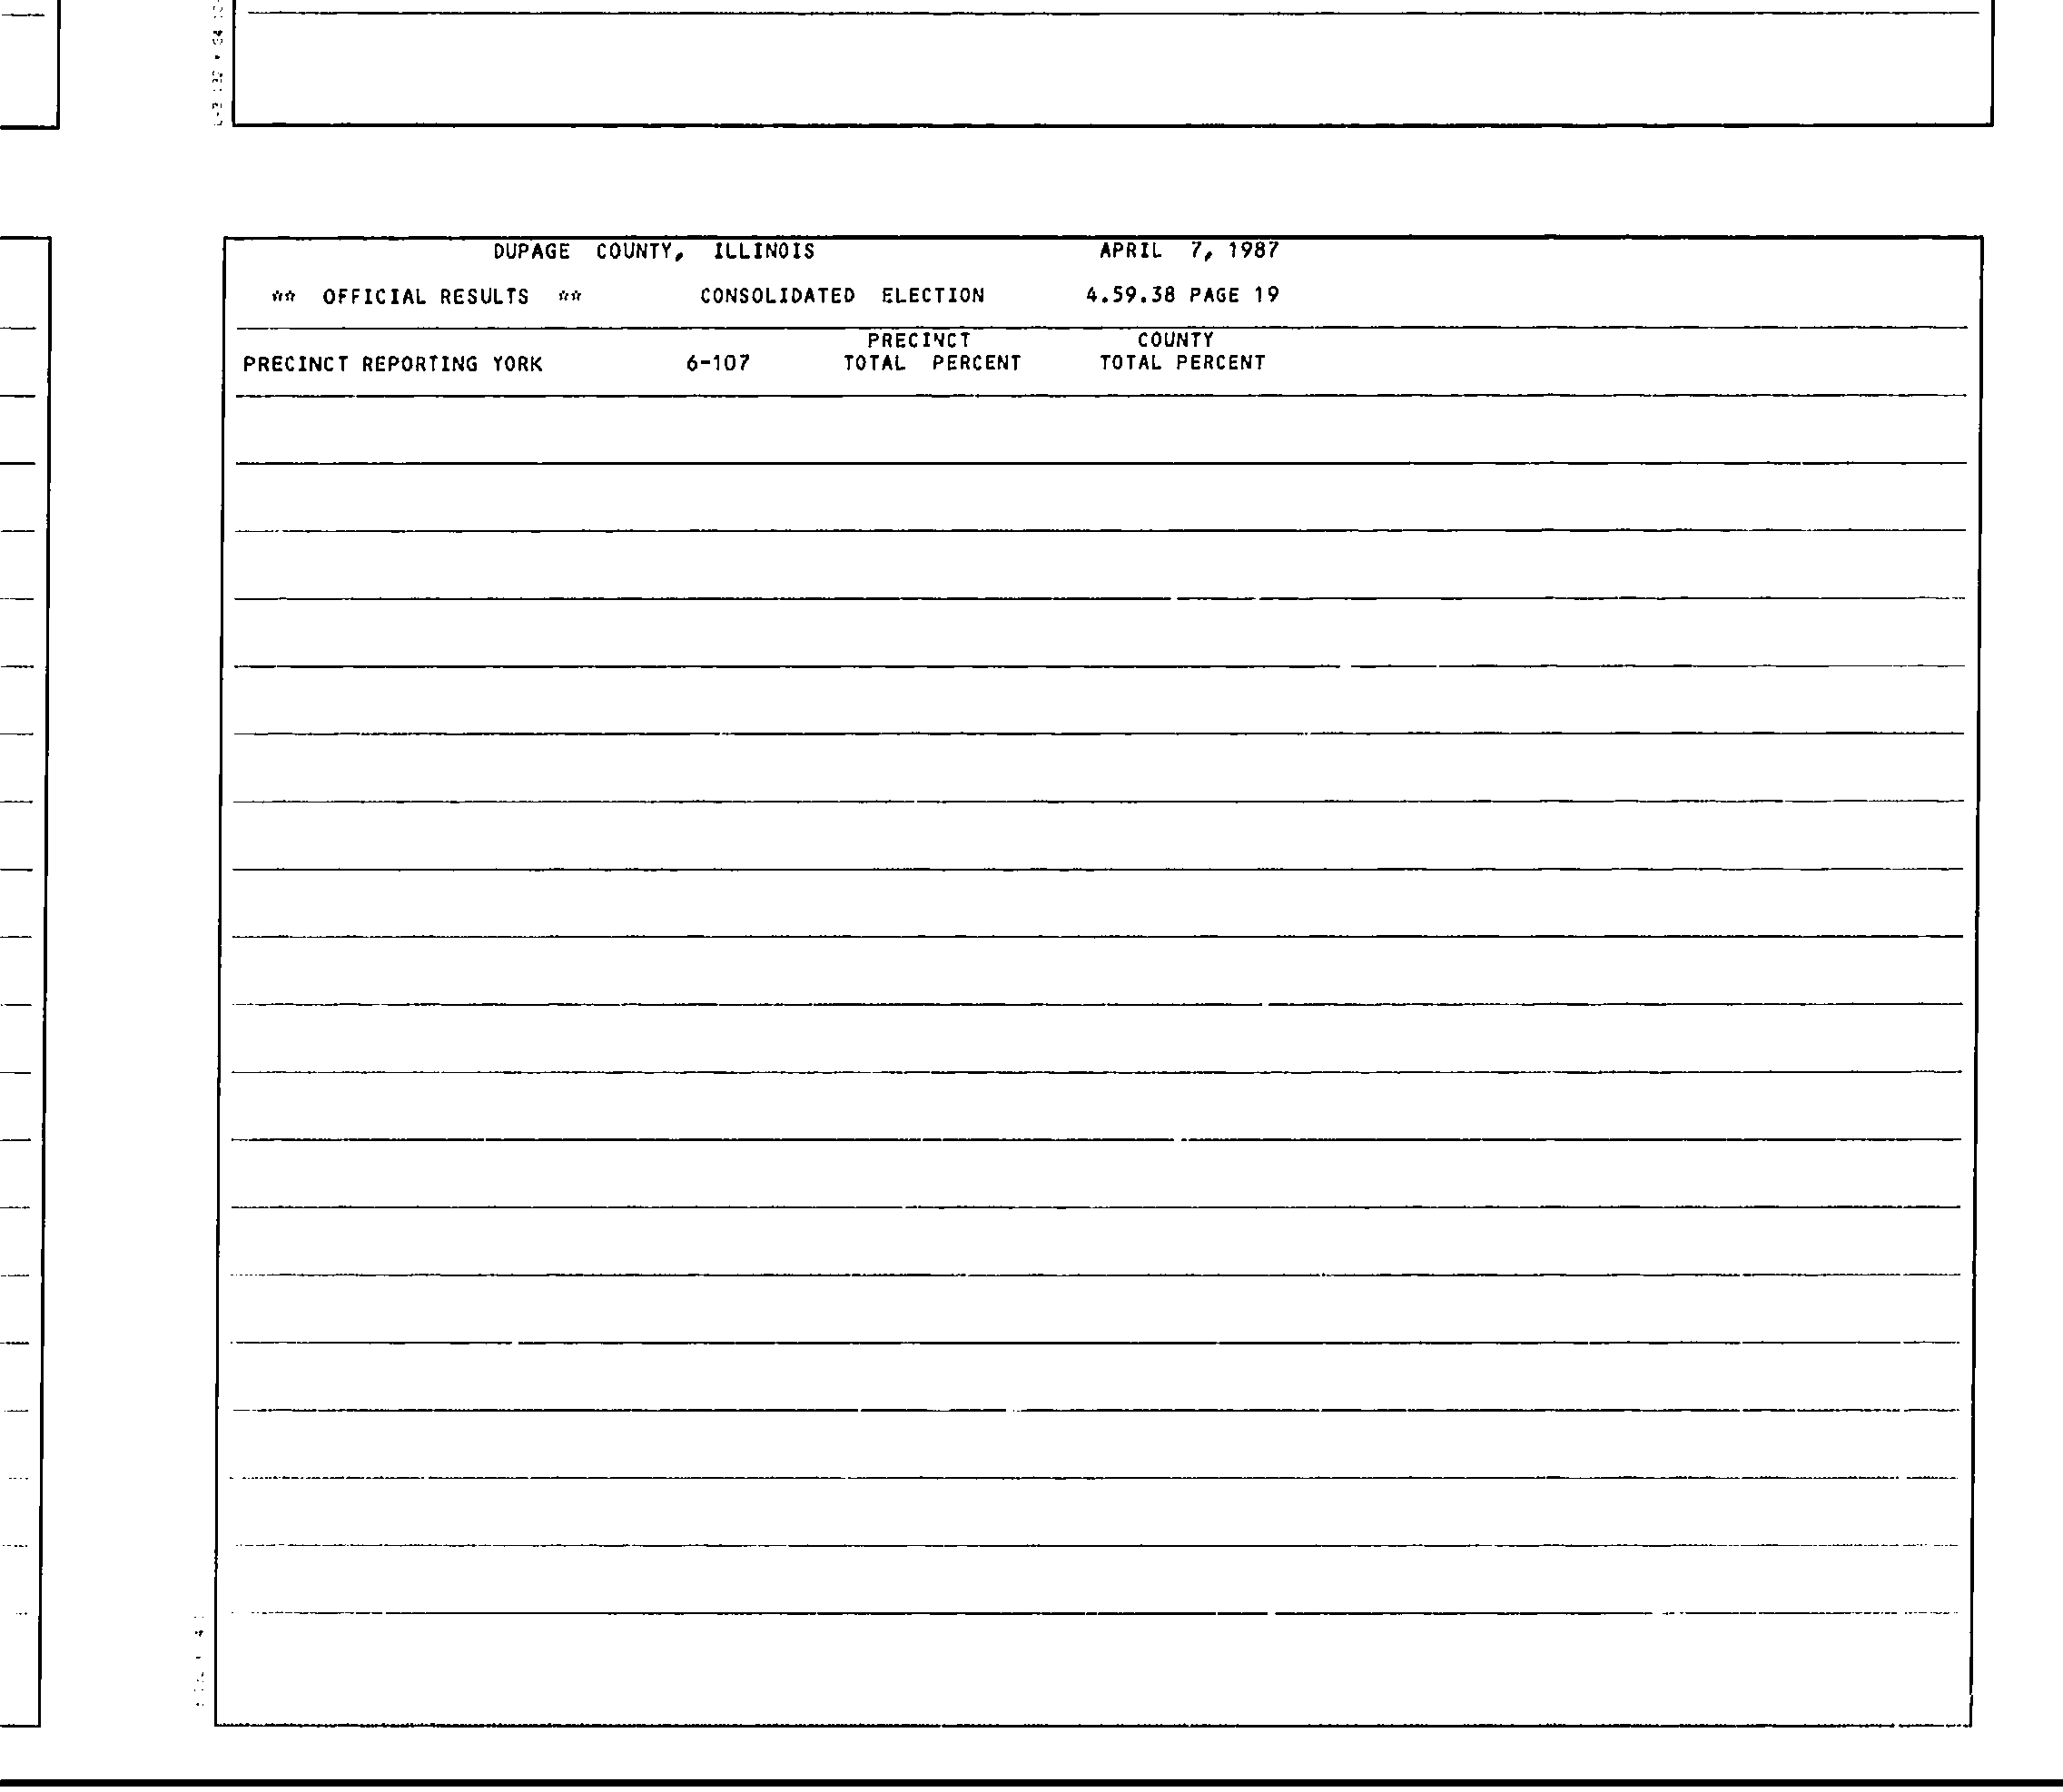 DUPAGE COUNTY, ILLINOIS APRIL 7, 1987
** OFFICIAL RESULTS ** CONSOLIDATED ELECTION 4.59.38 PAGE 19
PRECINCT COUNTY
PRECINCT REPORTING YORK 6-107 TOTAL PERCENT TOTAL PERCENT